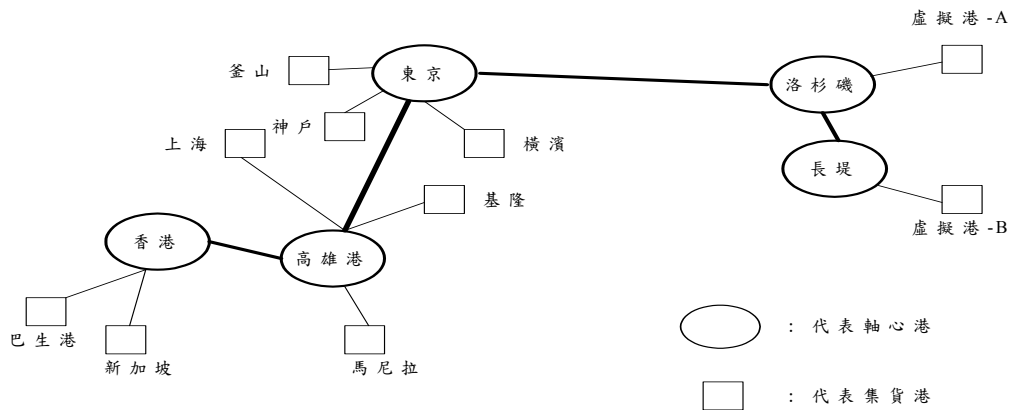 虛擬港-A
釜山
東京
洛杉磯
神戶
上海
橫濱
長堤
基隆
虛擬港-B
香港
高雄港
巴生港
新加坡
馬尼拉
：代表軸心港
：代表集貨港